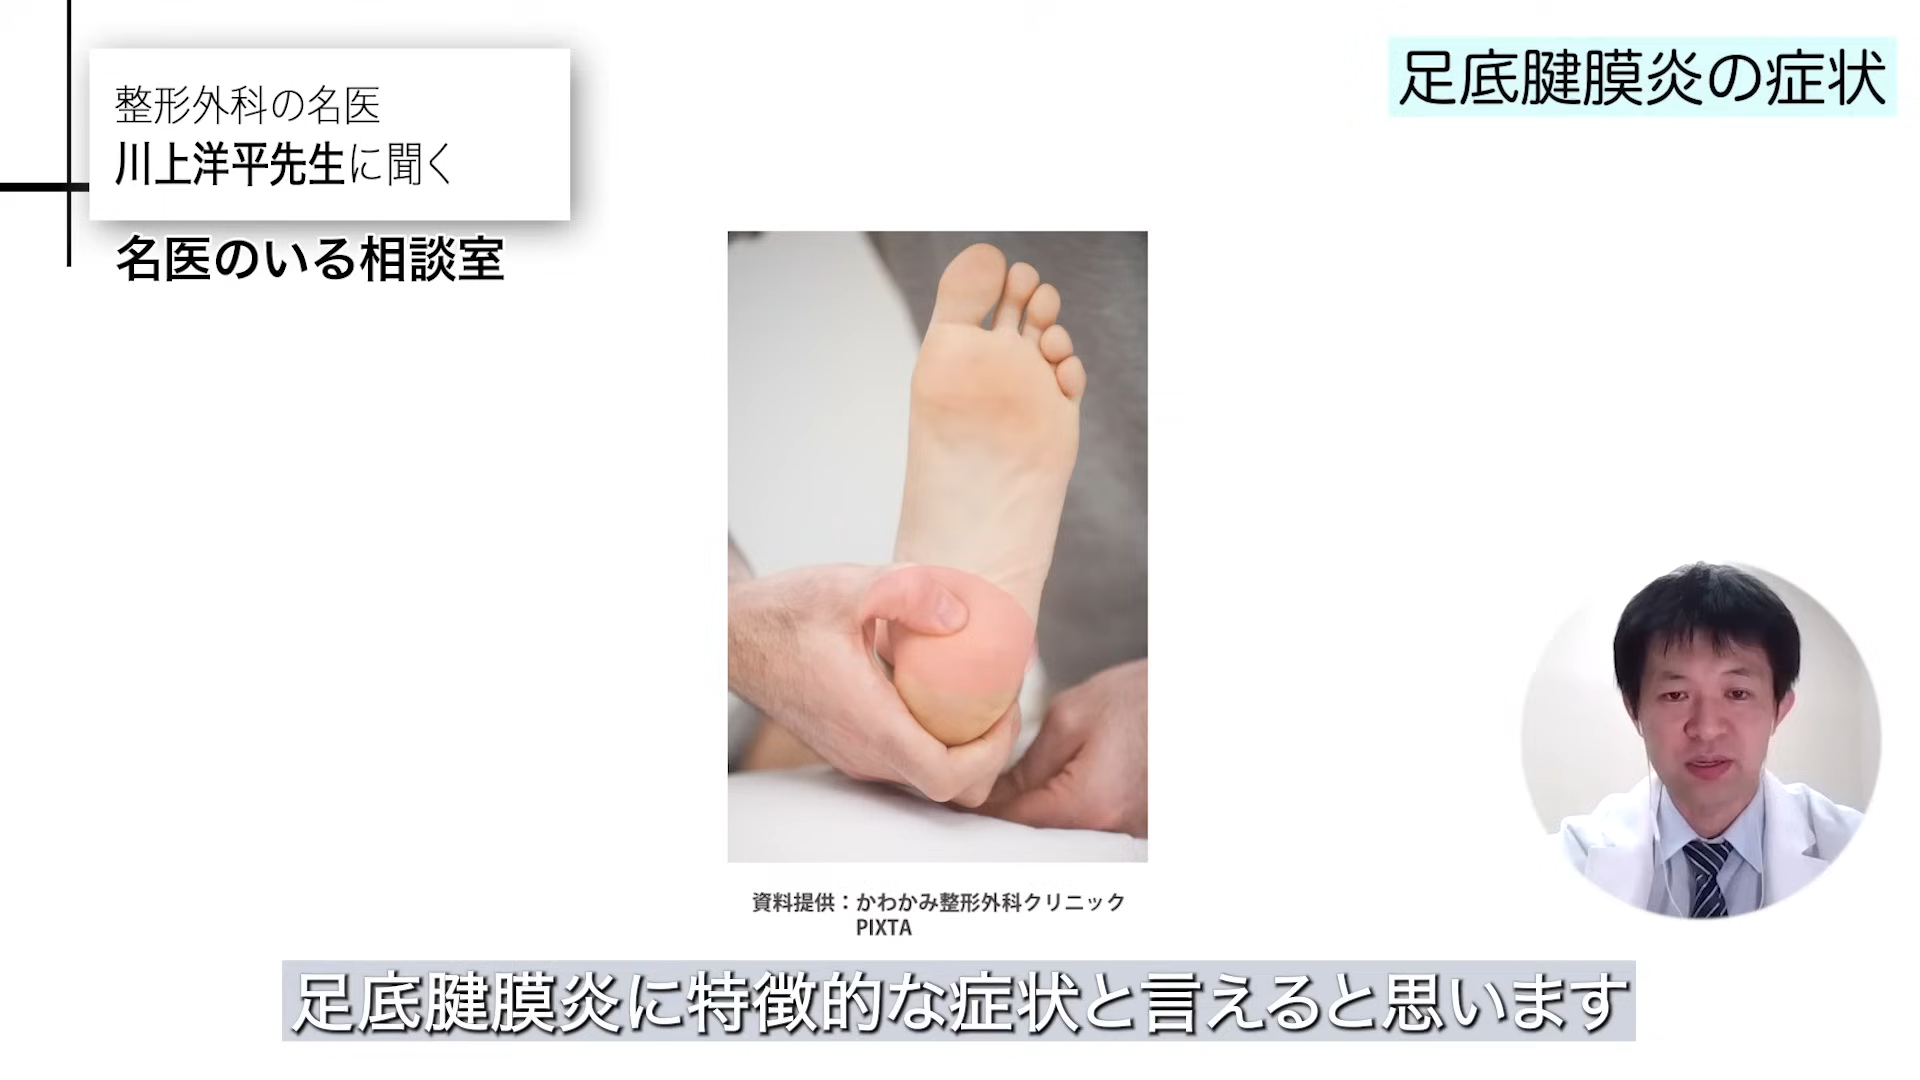 整形外科の名医
川上洋平先生に聞く
名医のいる相談室
足底腱膜炎の症状
資料提供：かわかみ整形外科クリニック
PIXTA
足底腱膜炎に特徴的な症状と言えると思います